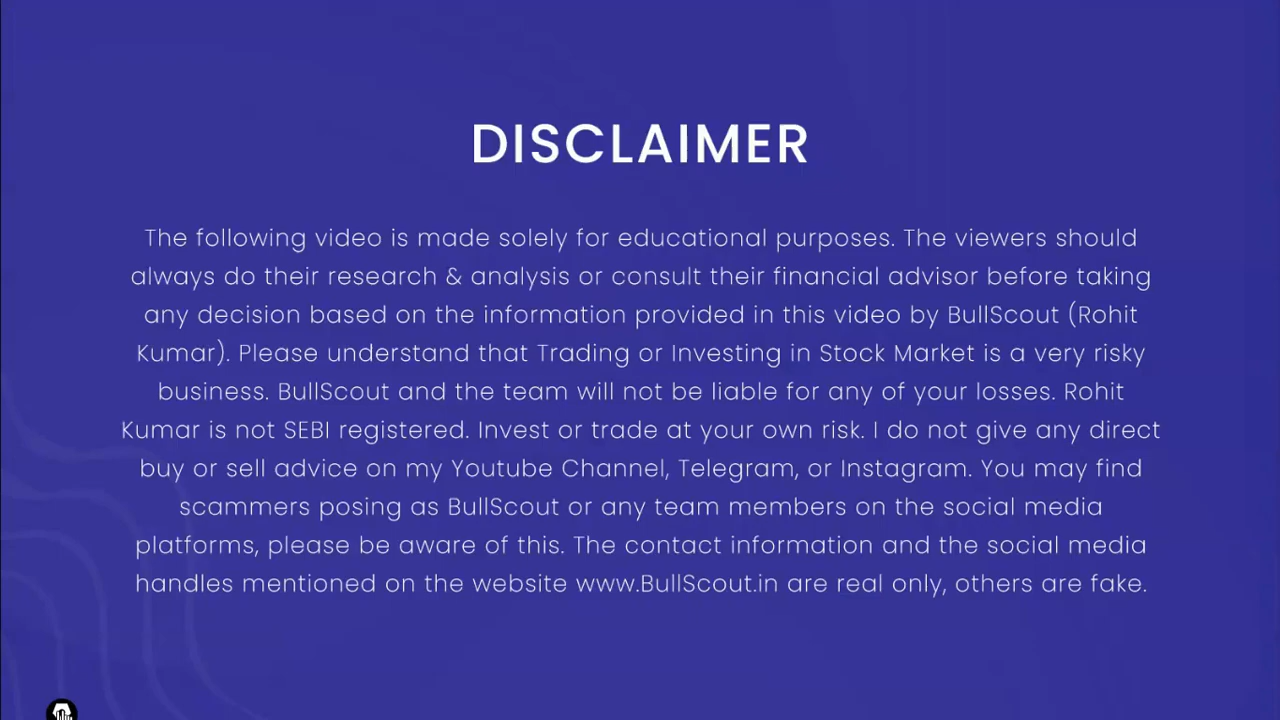 DISCLAIMER
The following video is made solely for educational purposes. The viewers should
always do their research & analysis or consult their financial advisor before taking
any decision based on the information provided in this video by BullScout (Rohit
Kumar). Please understand that Trading or Investing in Stock Market is a very risky
business. BullScout and the team will not be liable for any of your losses. Rohit
Kumar is not SEBI registered. Invest or trade at your own risk. I do not give any direct
buy or sell advice on my Youtube Channel, Telegram, or Instagram. You may find
scammers posing as BullScout or any team members on the social media
platforms, please be aware of this. The contact information and the social media
handles mentioned on the website www.BullScout.in are real only, others are fake.